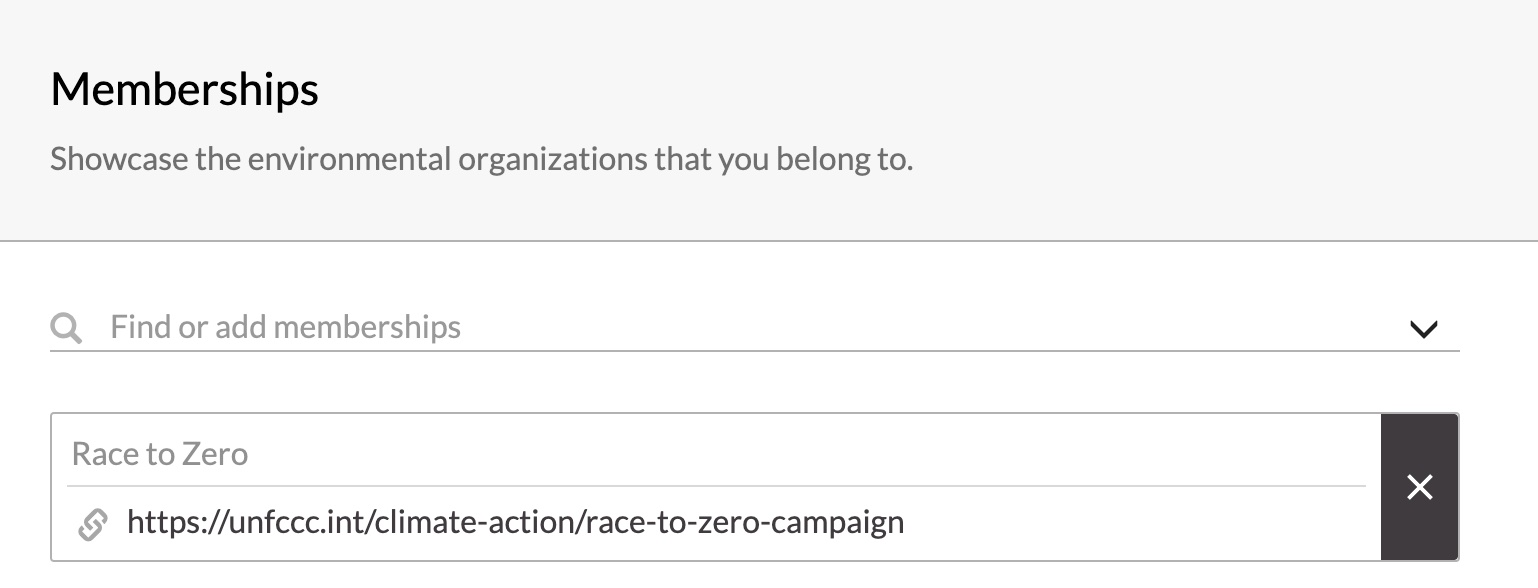 Memberships
Showcase the environmental organizations that you belong to.
Find or add memberships
Race to Zero
https://unfccc.int/climate-action/race-to-zero-campaign